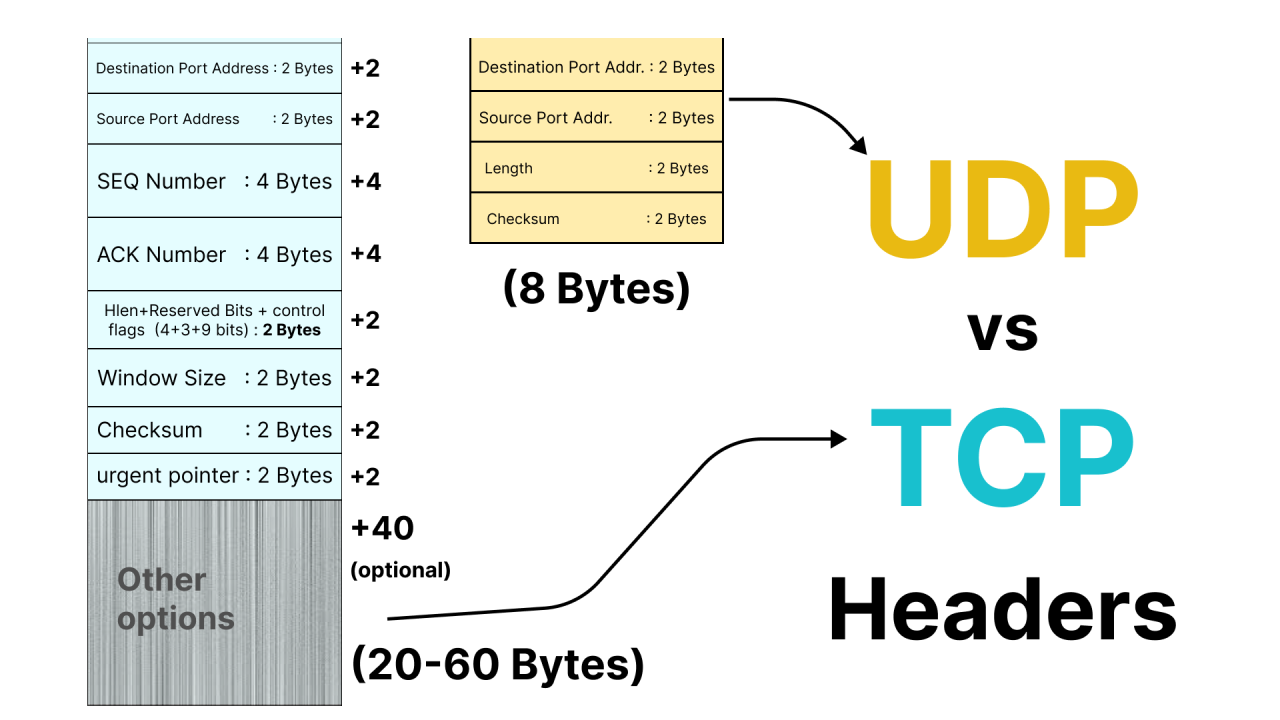 Destination Port Address : 2 Bytes +2
Source Port Address : 2 Bytes +2
SEQ Number : 4 Bytes +4
ACK Number : 4 Bytes +4
Hlen+Reserved Bits + control
flags (4+3+9 bits) : 2 Bytes +2
Window Size : 2 Bytes +2
Checksum : 2 Bytes +2
urgent pointer : 2 Bytes +2
Other
options
+40
(optional)
(20-60 Bytes)
Destination Port Addr. : 2 Bytes
Source Port Addr. : 2 Bytes
Length : 2 Bytes
Checksum : 2 Bytes
(8 Bytes)
UDP
vs
TCP
Headers